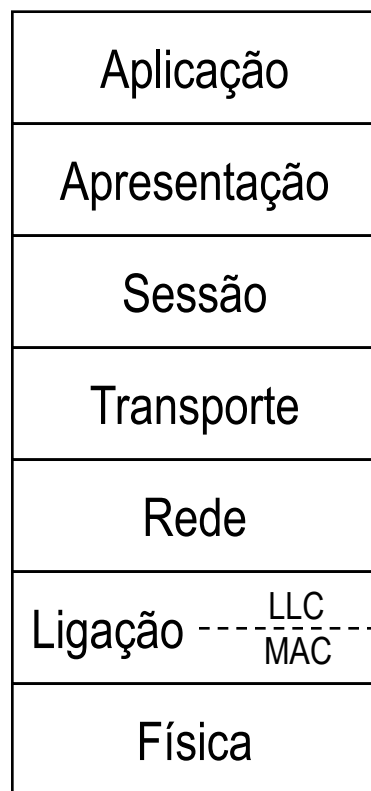 Aplicação
Apresentação
Sessão
Transporte
Rede
Ligação
LLC
MAC
Física